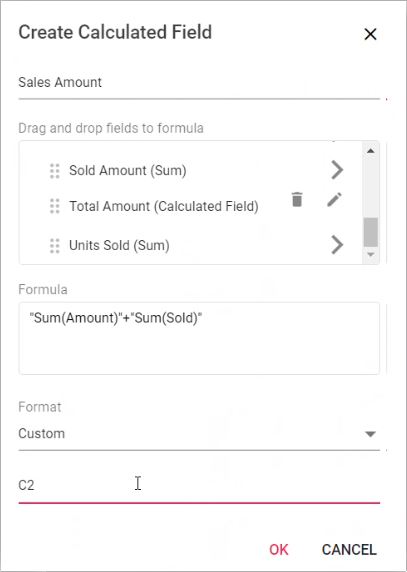 Create Calculated Field
Sales Amount
Drag and drop fields to formula
Sold Amount (Sum)
Total Amount (Calculated Field)
Units Sold (Sum)
Formula
"Sum(Amount)"+"Sum(Sold)"
Format
Custom
C2
OK CANCEL